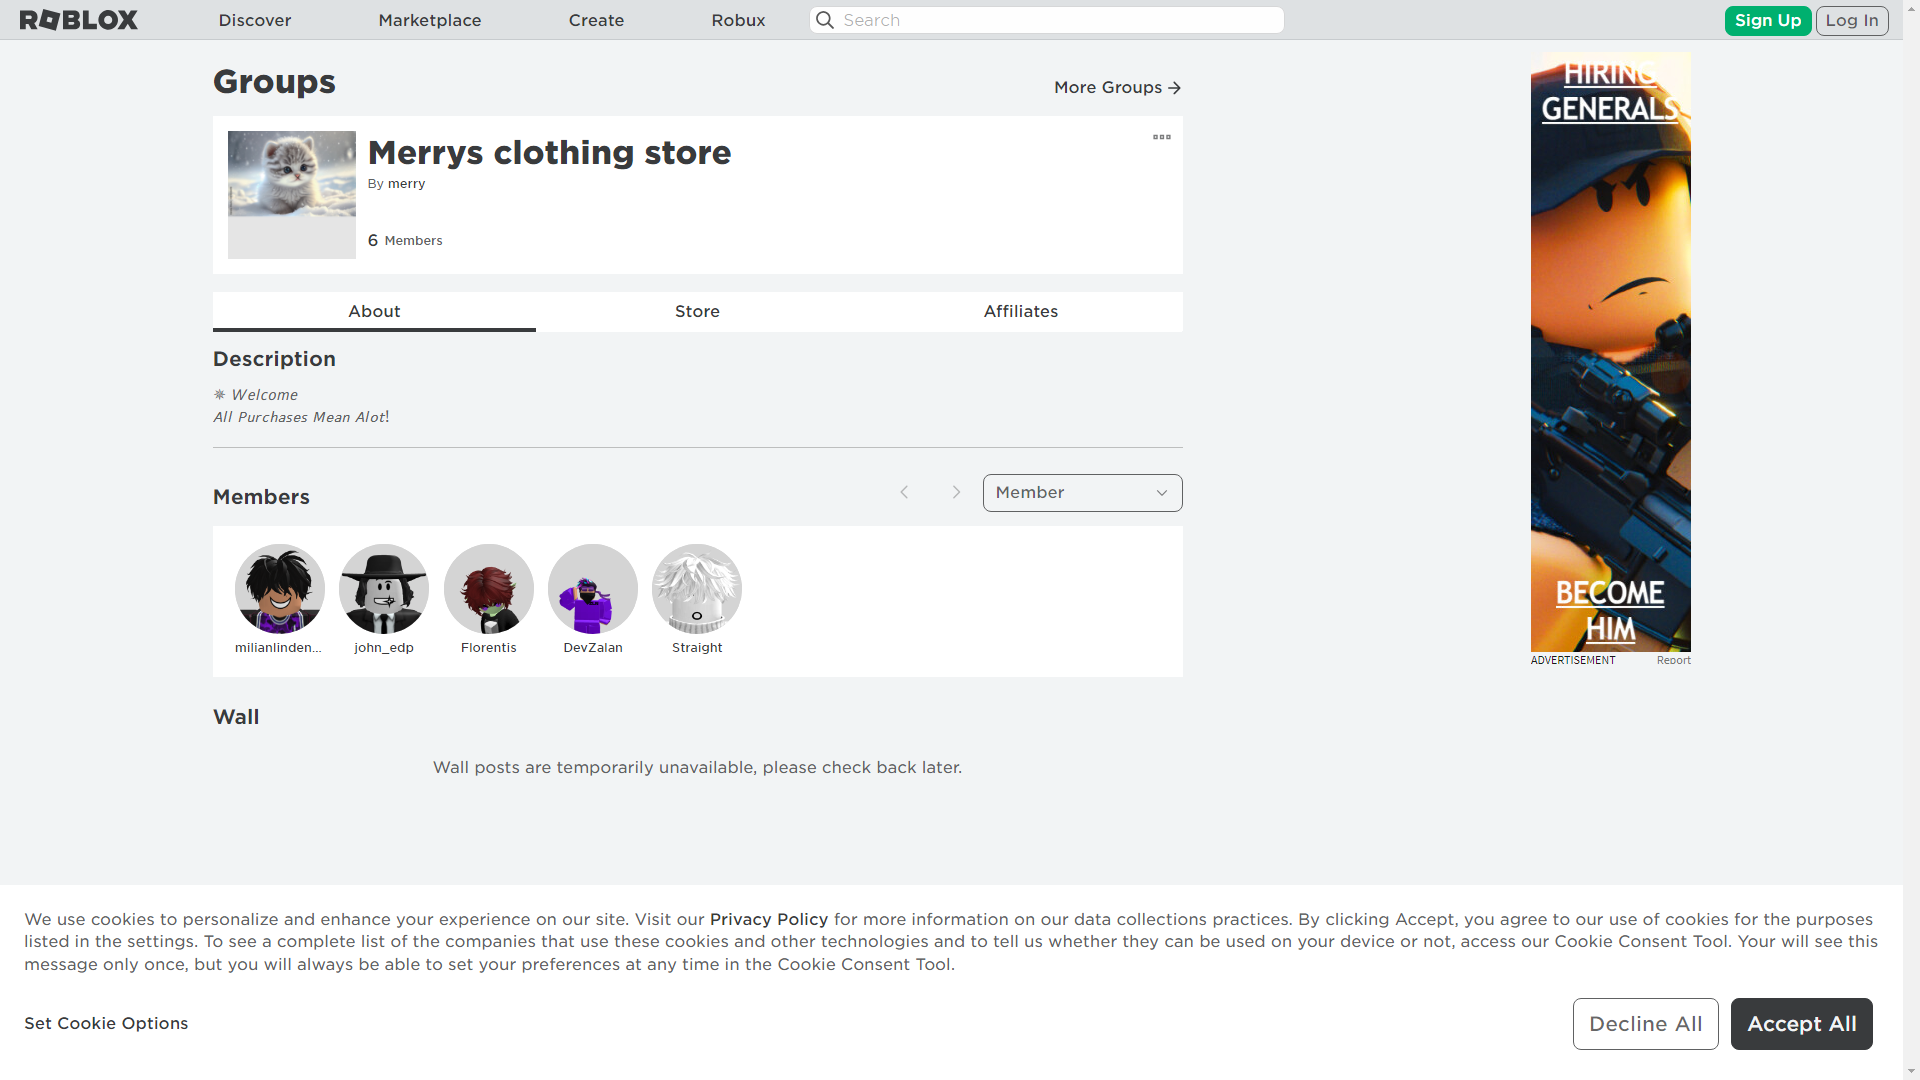 ROBLOX
Discover
Marketplace
Create
Robux
Search
Sign Up
Log In
Groups
More Groups
Merrys clothing store
By merry
6 Members
About
Store
Affiliates
Description
✵ Welcome
All Purchases Mean Alot!
Members
Member
milianlinden...
john_edp
Florentis
DevZalan
Straight
Wall
Wall posts are temporarily unavailable, please check back later.
HIRING
GENERALS
BECOME
HIM
ADVERTISEMENT
Report
We use cookies to personalize and enhance your experience on our site. Visit our Privacy Policy for more information on our data collections practices. By clicking Accept, you agree to our use of cookies for the purposes
listed in the settings. To see a complete list of the companies that use these cookies and other technologies and to tell us whether they can be used on your device or not, access our Cookie Consent Tool. Your will see this
message only once, but you will always be able to set your preferences at any time in the Cookie Consent Tool.
Set Cookie Options
Decline All
Accept All